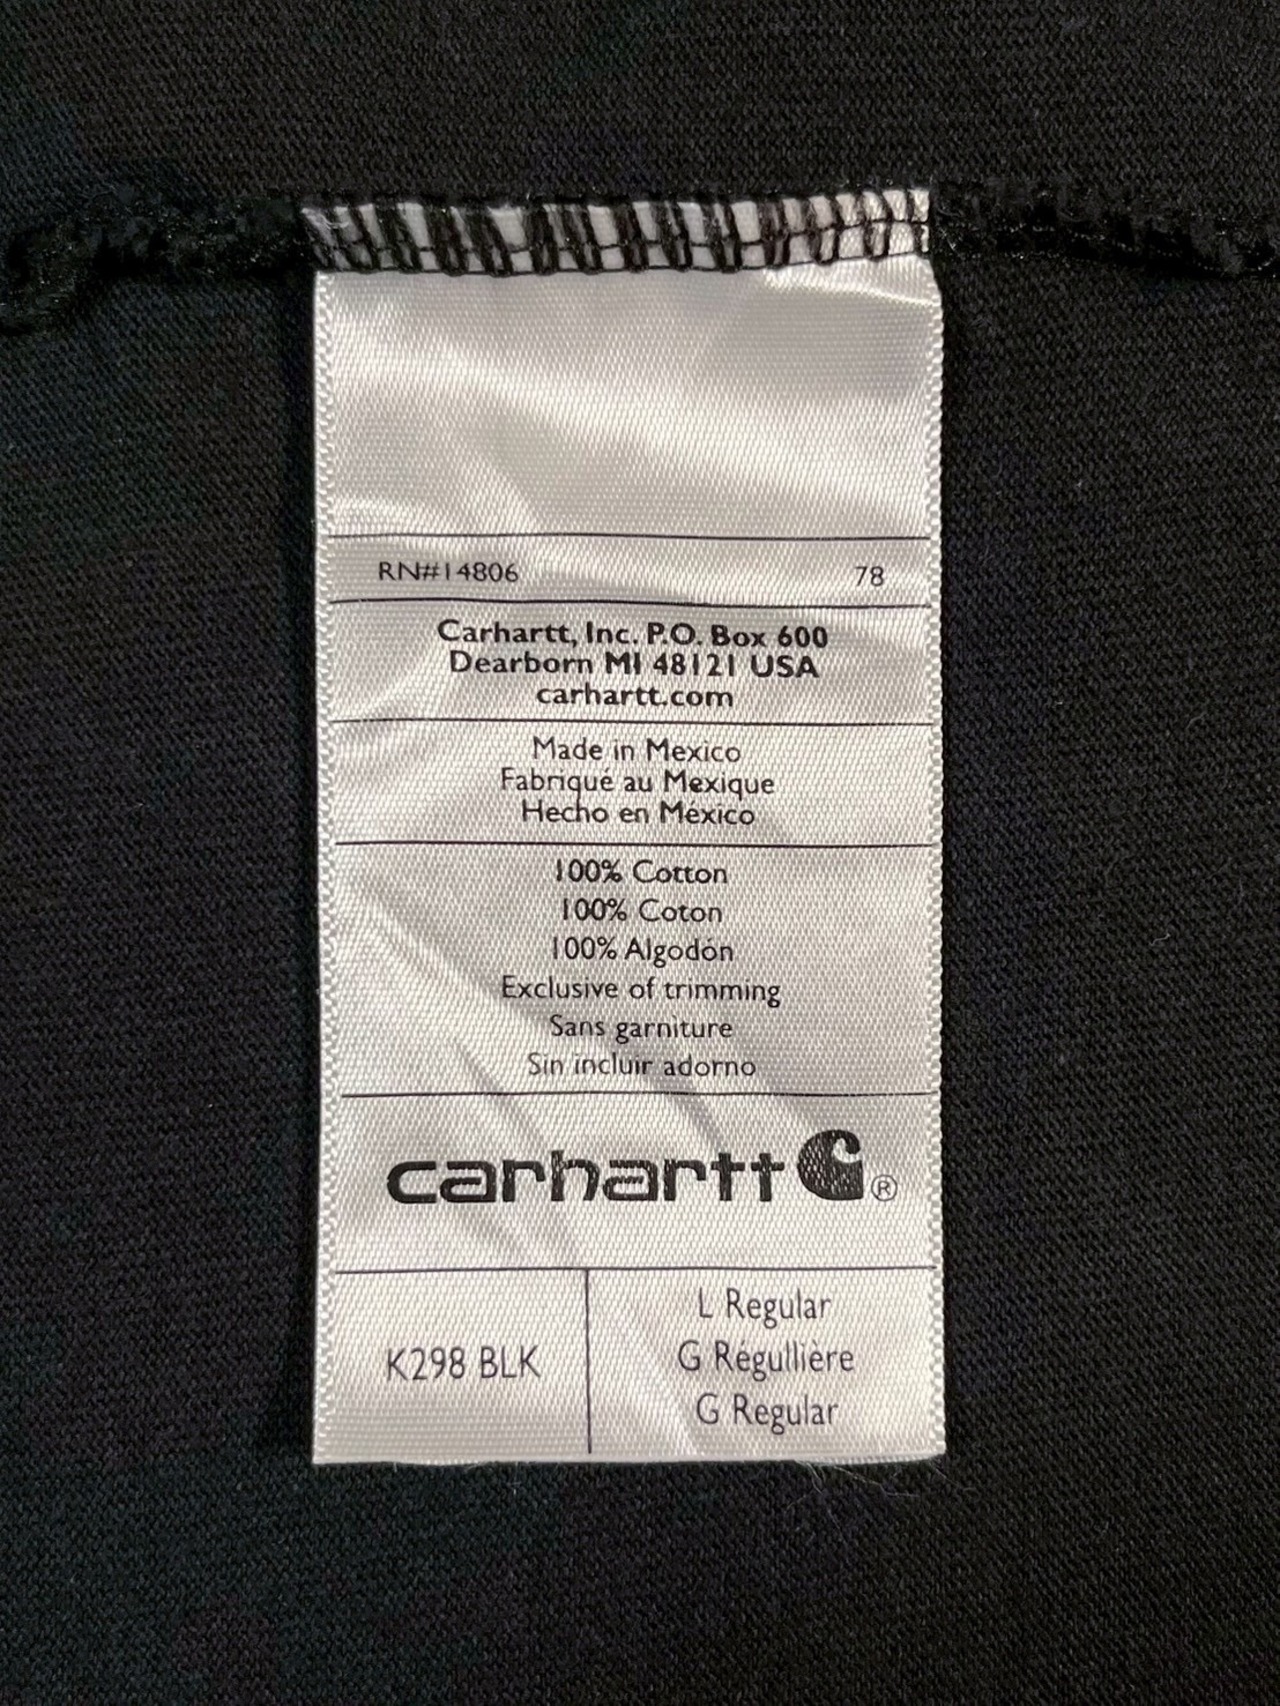 RN#14806 78
Carhartt, Inc. P.O. Box 600
Dearborn MI 48121 USA
carhartt.com
Made in Mexico
Fabriqué au Mexique
Hecho en México
100% Cotton
100% Coton
100% Algodón
Exclusive of trimming
Sans garniture
Sin incluir adorno
carhartt ®
K298 BLK
L Regular
G Régullière
G Regular